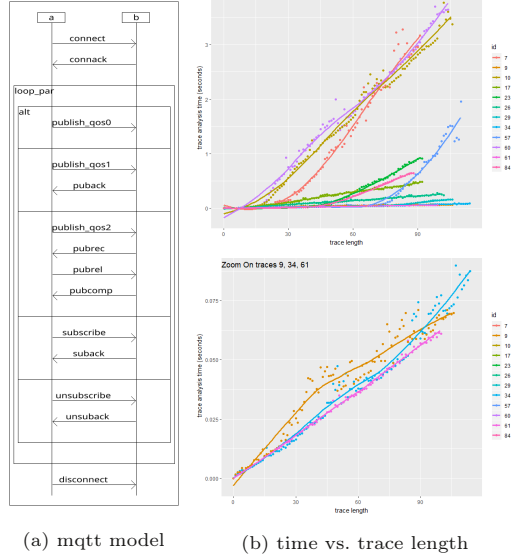 a
b
connect
connack
loop_par
alt
publish_qos0
publish_qos1
puback
publish_qos2
pubrec
pubrel
pubcomp
subscribe
suback
unsubscribe
unsuback
disconnect
(a) mqtt model
trace analysis time (seconds)
3
2
1
0
0
30
60
90
trace length
id
7
9
10
17
23
26
29
34
57
60
61
84
Zoom On traces 9, 34, 61
trace analysis time (seconds)
0.075
0.050
0.025
0.000
0
30
60
90
trace length
id
7
9
10
17
23
26
29
34
57
60
61
84
(b) time vs. trace length